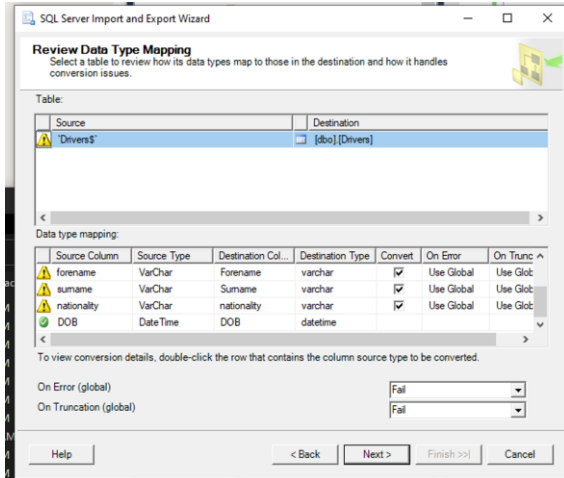 SQL Server Import and Export Wizard
Review Data Type Mapping
Select a table to review how its data types map to those in the destination and how it handles
conversion issues.
Table:
Source Destination
`Drivers$` [dbo].[Drivers]
Data type mapping:
Source Column Source Type Destination Col... Destination Type Convert On Error On Trunc
forename VarChar Forename varchar Use Global Use Glob
surname VarChar Surname varchar Use Global Use Glob
nationality VarChar nationality varchar Use Global Use Glob
DOB DateTime DOB datetime
To view conversion details, double-click the row that contains the column source type to be converted.
On Error (global) Fail
On Truncation (global) Fail
Help < Back Next > Finish >>| Cancel